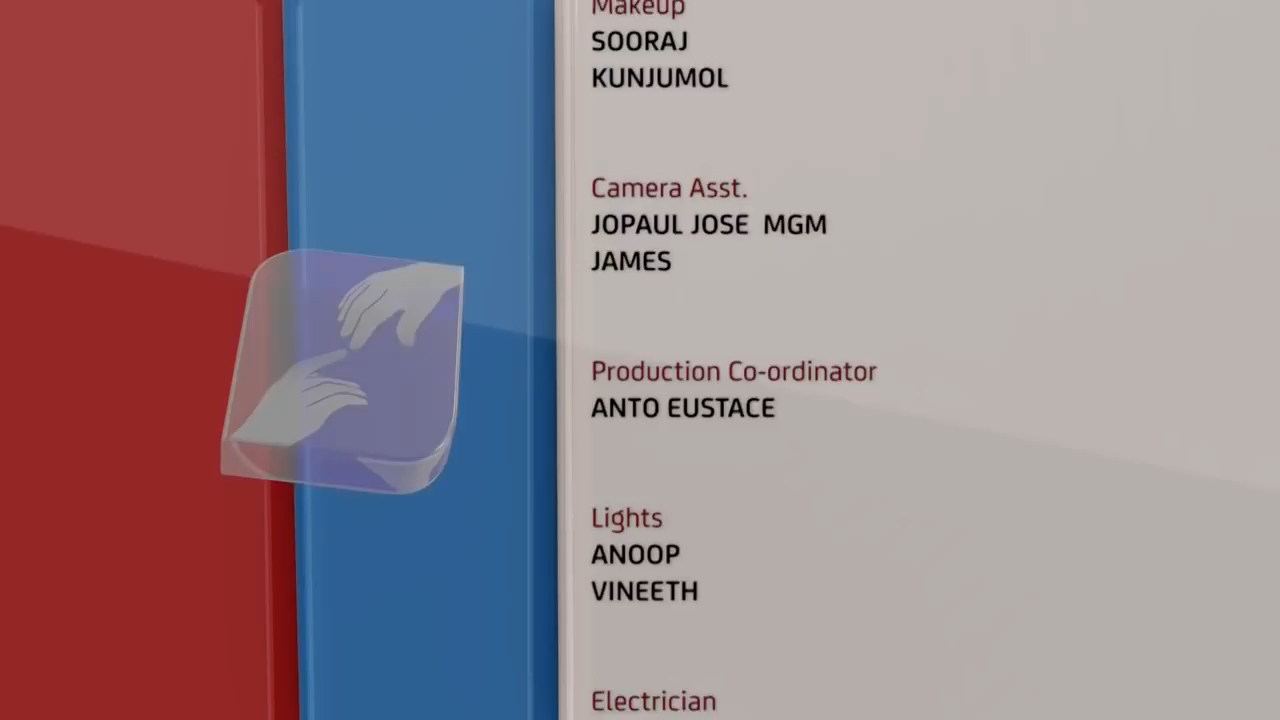 Makeup
SOORAJ
KUNJUMOL
Camera Asst.
JOPAUL JOSE MGM
JAMES
Production Co-ordinator
ANTO EUSTACE
Lights
ANOOP
VINEETH
Electrician